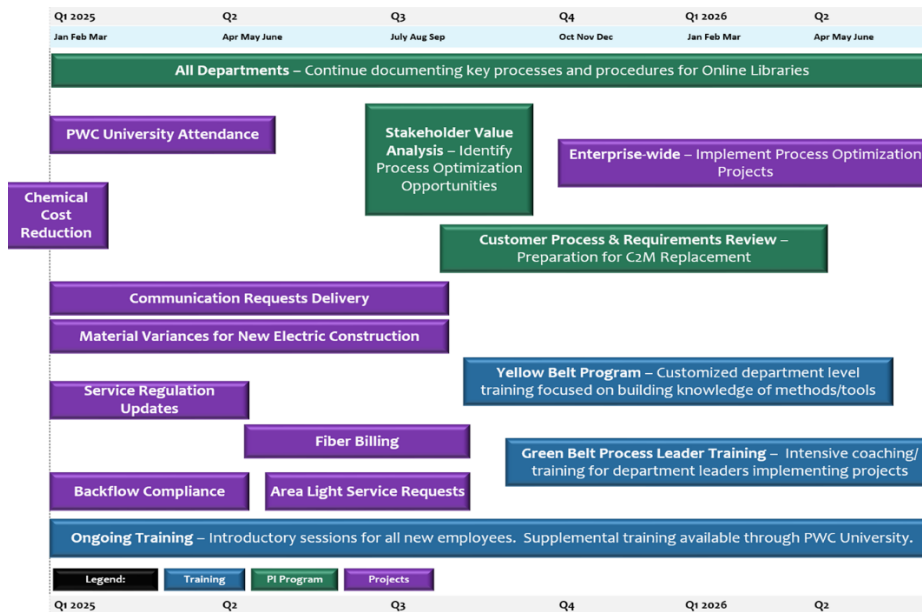 Q1 2025 Q2 Q3 Q4 Q1 2026 Q2
Jan Feb Mar Apr May June July Aug Sep Oct Nov Dec Jan Feb Mar Apr May June
All Departments – Continue documenting key processes and procedures for Online Libraries
PWC University Attendance
Stakeholder Value
Analysis – Identify
Process Optimization
Opportunities
Enterprise-wide – Implement Process Optimization
Projects
Chemical
Cost
Reduction
Customer Process & Requirements Review –
Preparation for C2M Replacement
Communication Requests Delivery
Material Variances for New Electric Construction
Yellow Belt Program – Customized department level
training focused on building knowledge of methods/tools
Service Regulation
Updates
Fiber Billing
Green Belt Process Leader Training – Intensive coaching/
training for department leaders implementing projects
Backflow Compliance
Area Light Service Requests
Ongoing Training – Introductory sessions for all new employees. Supplemental training available through PWC University.
Legend: Training PI Program Projects
Q1 2025 Q2 Q3 Q4 Q1 2026 Q2